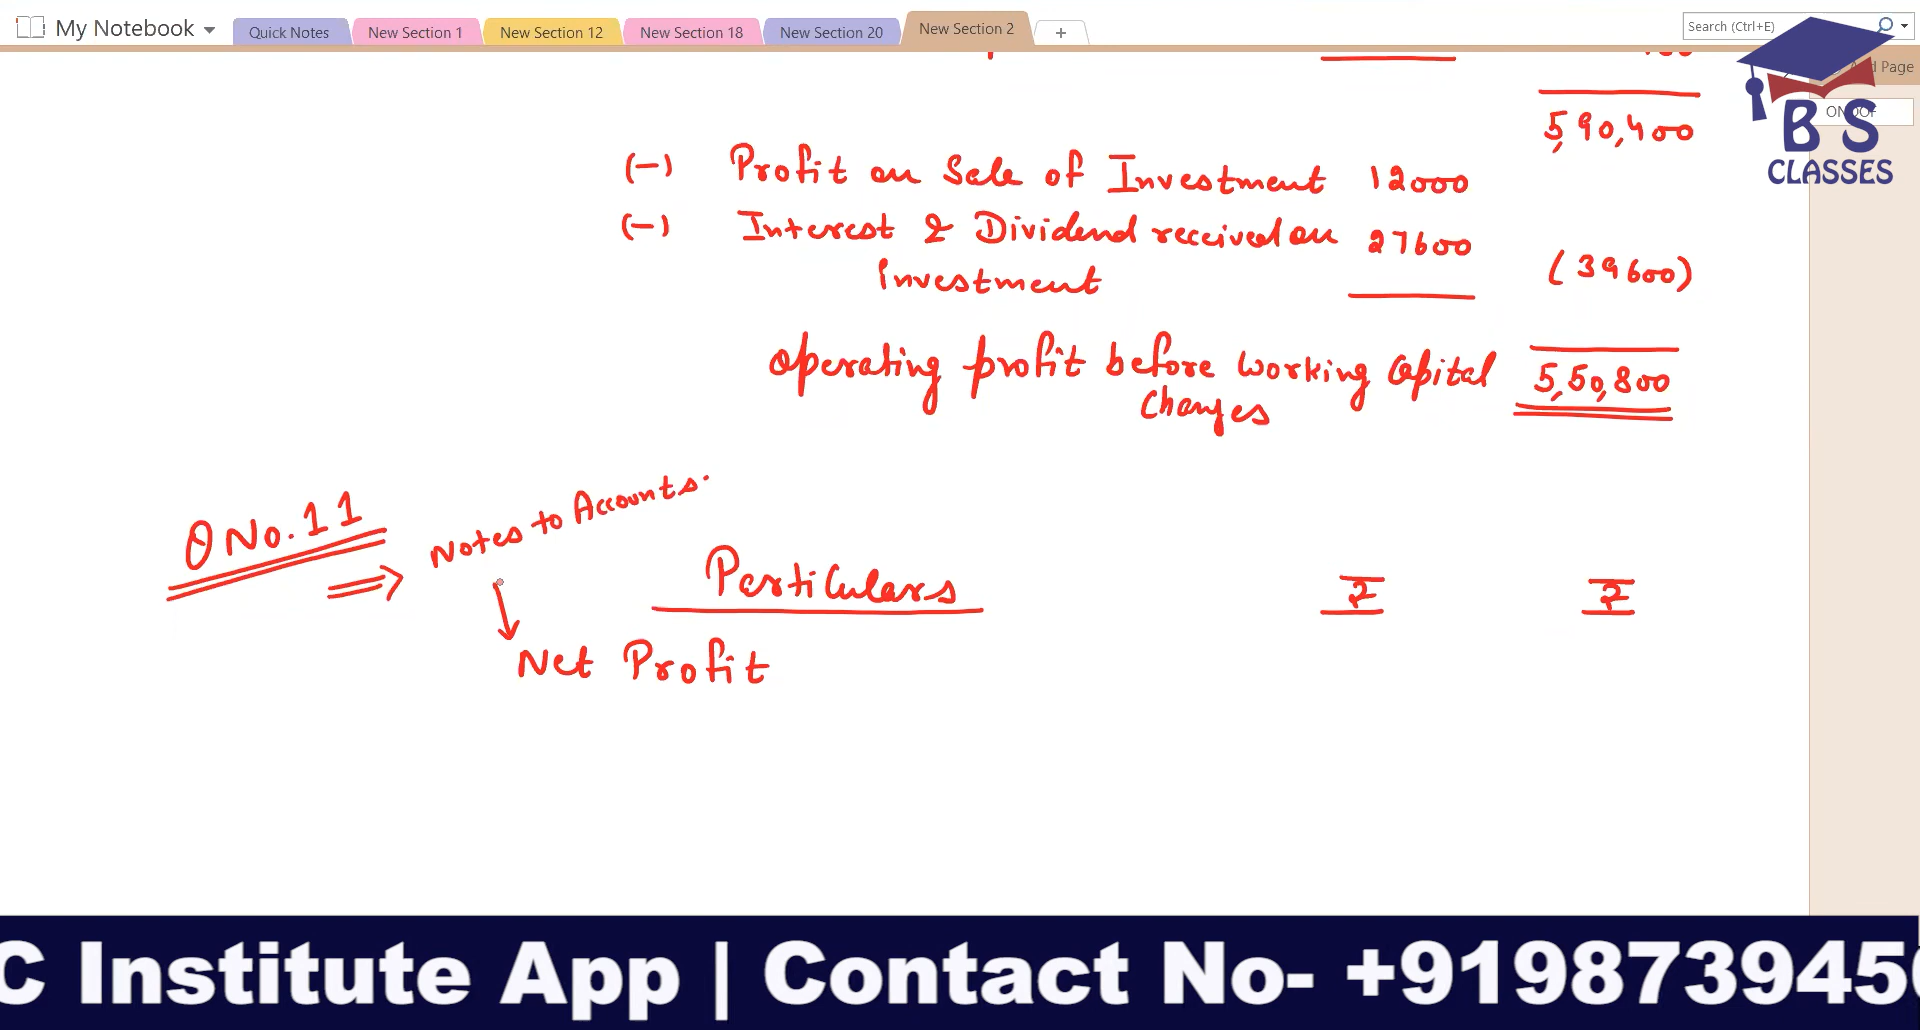 My Notebook
Quick Notes
New Section 1
New Section 12
New Section 18
New Section 20
New Section 2
+
Search (Ctrl+E)
Page
B S
CLASSES
5,90,400
(-) Profit on Sale of Investment 12000
(-) Interest & Dividend received on 27600
Investment
(39600)
Operating profit before working Capital 5,50,800
Changes
Q No. 11
Notes to Accounts.
Particulars ₹ ₹
Net Profit
C Institute App | Contact No- +919873945